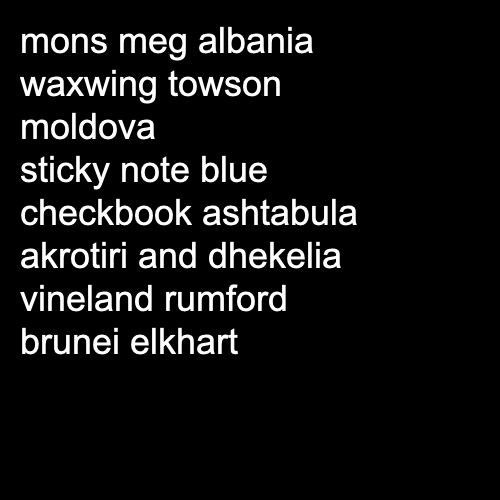 mons meg albania
waxwing towson
moldova
sticky note blue
checkbook ashtabula
akrotiri and dhekelia
vineland rumford
brunei elkhart